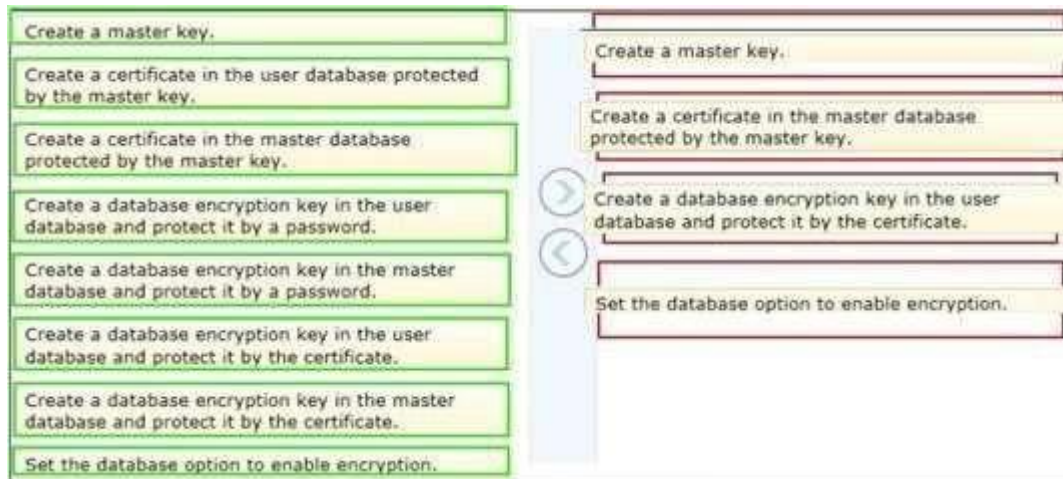 Create a master key.
Create a certificate in the user database protected
by the master key.
Create a certificate in the master database
protected by the master key.
Create a database encryption key in the user
database and protect it by a password.
Create a database encryption key in the master
database and protect it by a password.
Create a database encryption key in the user
database and protect it by the certificate.
Create a database encryption key in the master
database and protect it by the certificate.
Set the database option to enable encryption.
Create a master key.
Create a certificate in the master database
protected by the master key.
Create a database encryption key in the user
database and protect it by the certificate.
Set the database option to enable encryption.